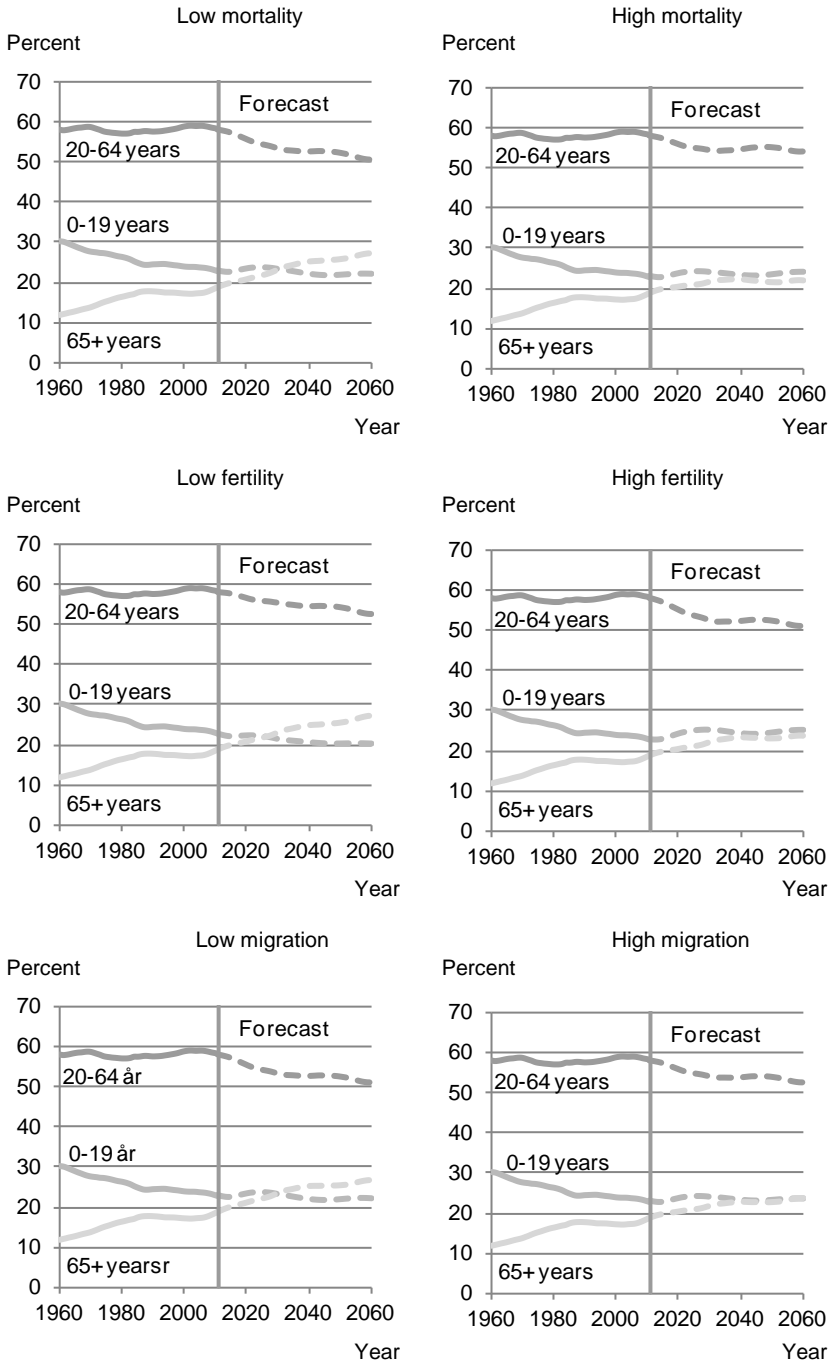 Low mortality
Percent
70
60
50
40
30
20
10
0
Forecast
20-64 years
0-19 years
65+ years
1960 1980 2000 2020 2040 2060
Year
High mortality
Percent
70
60
50
40
30
20
10
0
Forecast
20-64 years
0-19 years
65+ years
1960 1980 2000 2020 2040 2060
Year
Low fertility
Percent
70
60
50
40
30
20
10
0
Forecast
20-64 years
0-19 years
65+ years
1960 1980 2000 2020 2040 2060
Year
High fertility
Percent
70
60
50
40
30
20
10
0
Forecast
20-64 years
0-19 years
65+ years
1960 1980 2000 2020 2040 2060
Year
Low migration
Percent
70
60
50
40
30
20
10
0
Forecast
20-64 år
0-19 år
65+ yearsr
1960 1980 2000 2020 2040 2060
Year
High migration
Percent
70
60
50
40
30
20
10
0
Forecast
20-64 years
0-19 years
65+ years
1960 1980 2000 2020 2040 2060
Year